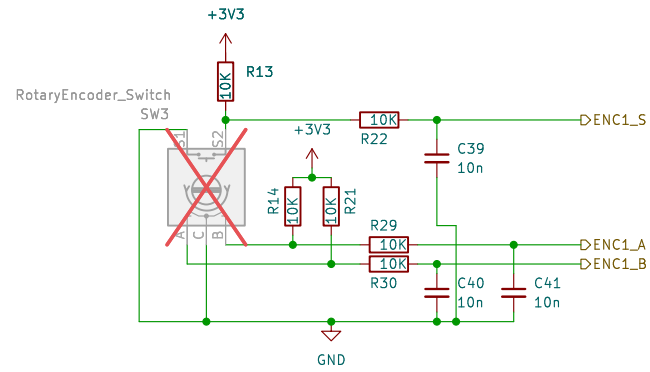 +3V3
R13
10K
RotaryEncoder_Switch
SW3
S1
S2
10K
R22
ENC1_S
+3V3
C39
10n
R14
10K
R21
10K
A
C
B
R29
10K
ENC1_A
10K
R30
ENC1_B
C40
10n
C41
10n
GND